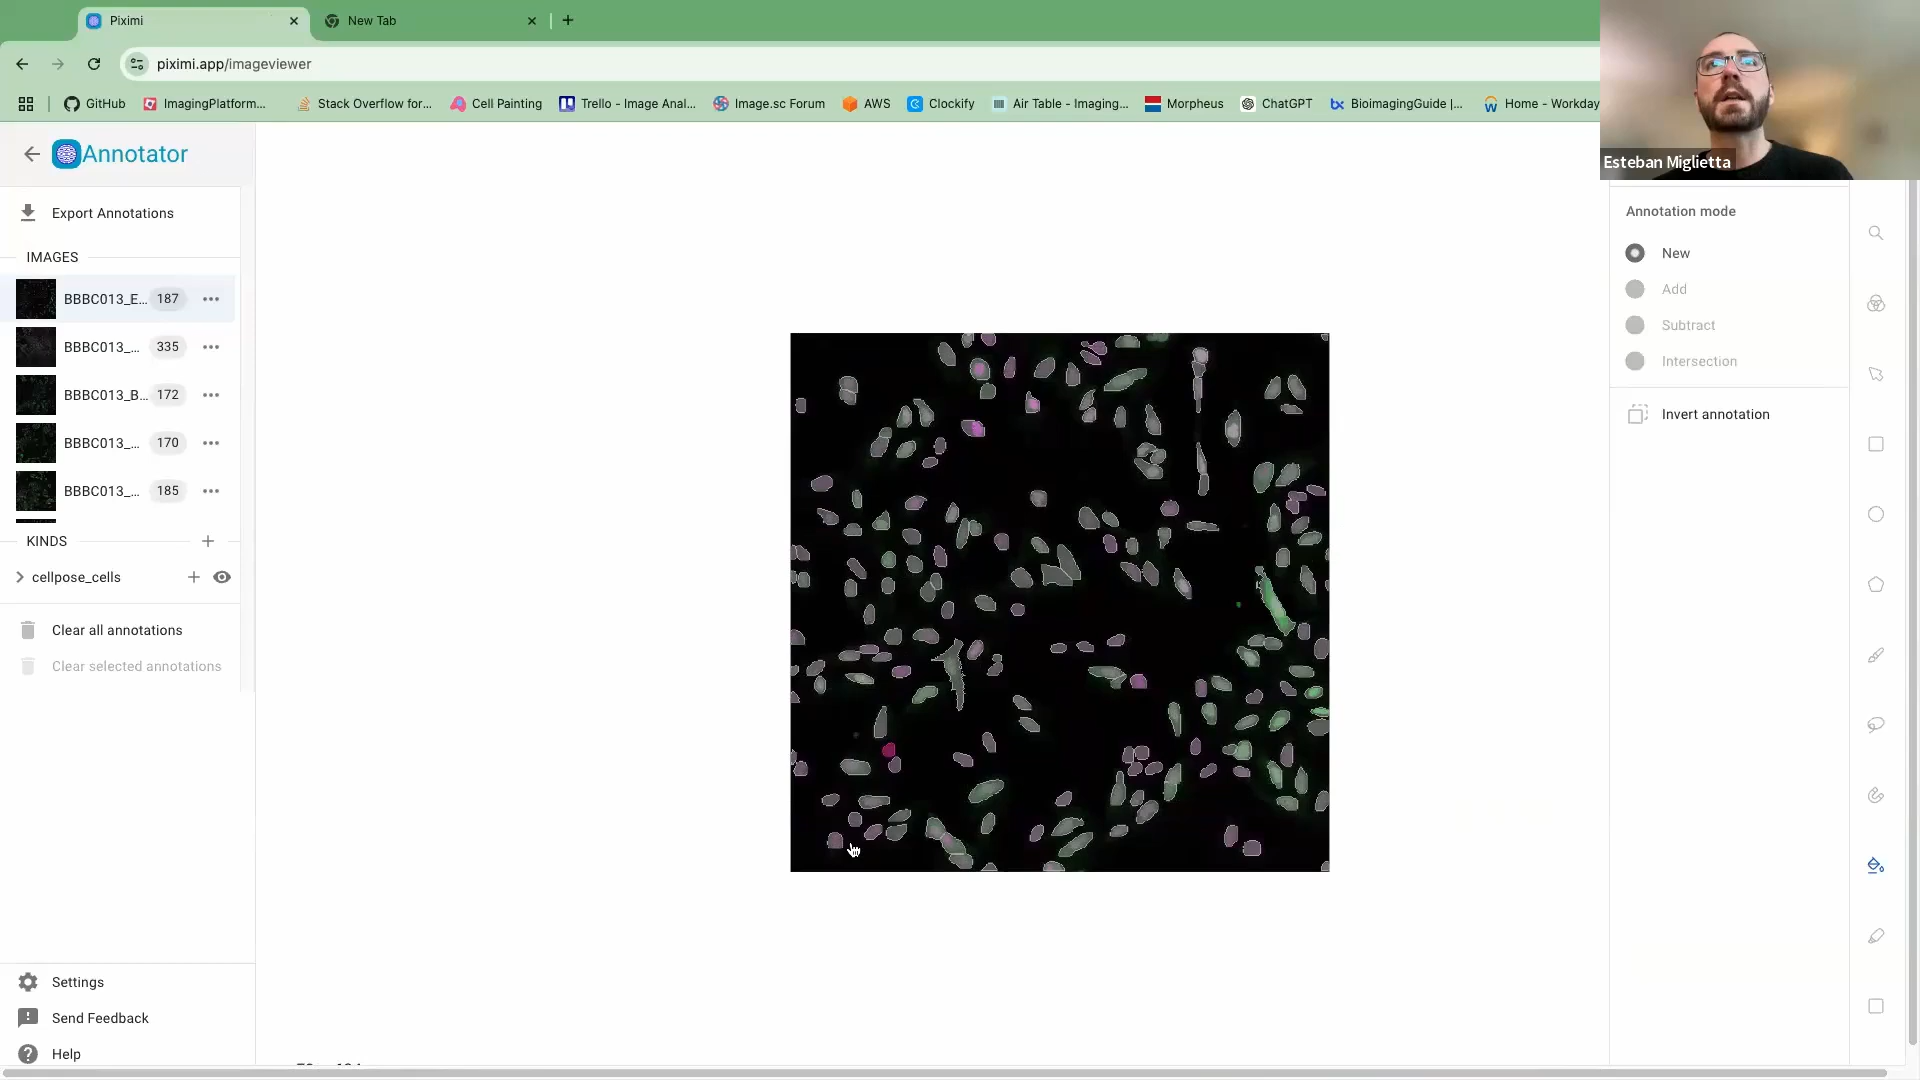 Piximi
New Tab
piximi.app/imageviewer
GitHub
ImagingPlatform...
Stack Overflow for...
Cell Painting
Trello - Image Anal...
Image.sc Forum
AWS
Clockify
Air Table - Imaging...
Morpheus
ChatGPT
BioimagingGuide |...
Home - Workday
Esteban Miglietta
Annotator
Export Annotations
IMAGES
BBBC013_E... 187
BBBC013_... 335
BBBC013_B... 172
BBBC013_... 170
BBBC013_... 185
KINDS
cellpose_cells
Clear all annotations
Clear selected annotations
Settings
Send Feedback
Help
Annotation mode
New
Add
Subtract
Intersection
Invert annotation